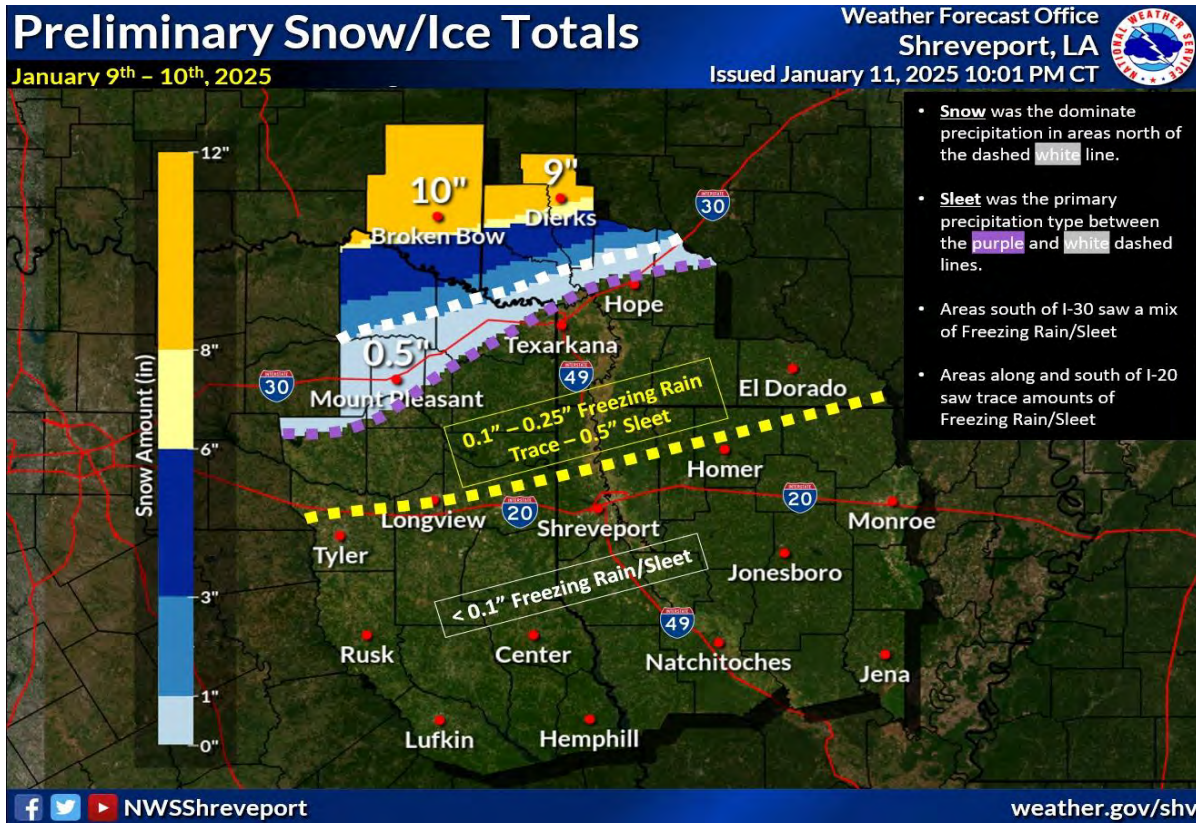 Preliminary Snow/Ice Totals
January 9th – 10th, 2025
Weather Forecast Office
Shreveport, LA
Issued January 11, 2025 10:01 PM CT
NATIONAL WEATHER SERVICE
• Snow was the dominate
precipitation in areas north of
the dashed white line.
• Sleet was the primary
precipitation type between
the purple and white dashed
lines.
• Areas south of I-30 saw a mix
of Freezing Rain/Sleet
• Areas along and south of I-20
saw trace amounts of
Freezing Rain/Sleet
Snow Amount (in)
12"
8"
6"
3"
1"
0"
10"
Broken Bow
9"
Dierks
INTERSTATE
30
Hope
Texarkana
0.5"
Mount Pleasant
INTERSTATE
30
INTERSTATE
49
El Dorado
0.1” – 0.25” Freezing Rain
Trace – 0.5” Sleet
Homer
Longview
INTERSTATE
20
Shreveport
INTERSTATE
20
Monroe
Tyler
Jonesboro
< 0.1” Freezing Rain/Sleet
INTERSTATE
49
Rusk
Center
Natchitoches
Jena
Lufkin
Hemphill
NWSShreveport
weather.gov/shv